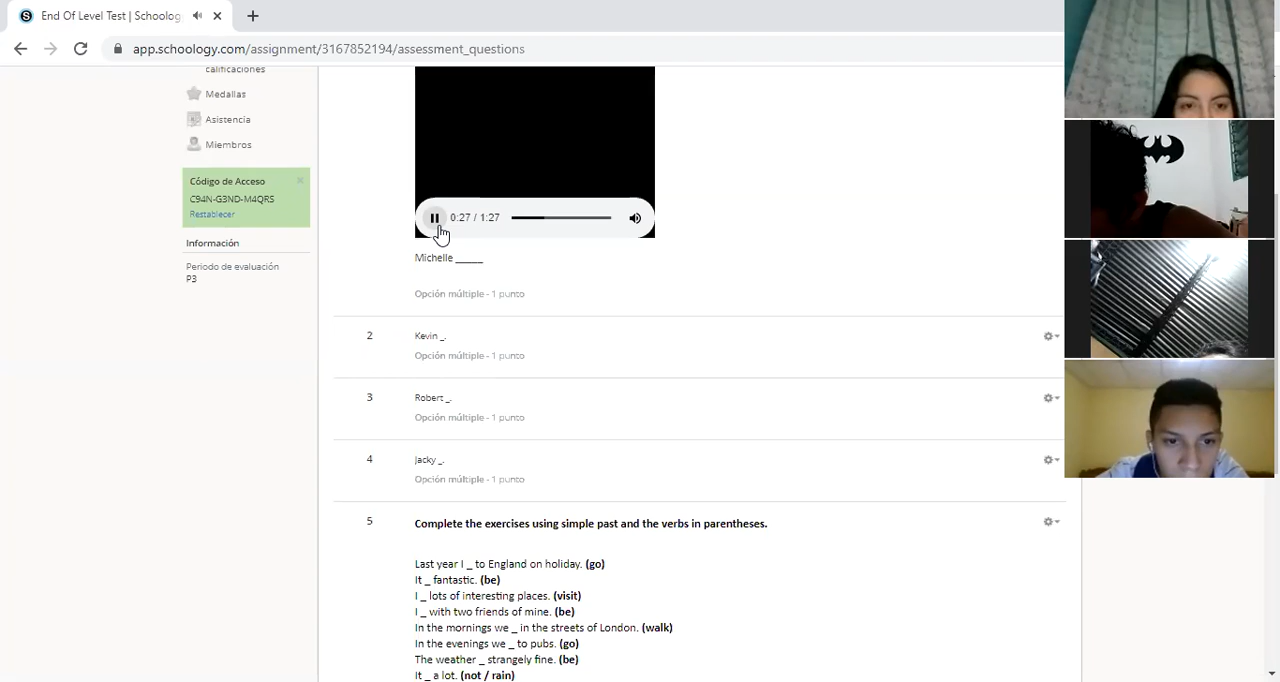 End Of Level Test | Schoolog
app.schoology.com/assignment/3167852194/assessment_questions
calificaciones
Medallas
Asistencia
Miembros
Código de Acceso
C94N-G3ND-M4QRS
Restablecer
Información
Periodo de evaluación
P3
0:27 / 1:27
Michelle _____
Opción múltiple - 1 punto
2 Kevin _.
Opción múltiple - 1 punto
3 Robert _.
Opción múltiple - 1 punto
4 Jacky _.
Opción múltiple - 1 punto
5 Complete the exercises using simple past and the verbs in parentheses.
Last year I _ to England on holiday. (go)
It _ fantastic. (be)
I _ lots of interesting places. (visit)
I _ with two friends of mine. (be)
In the mornings we _ in the streets of London. (walk)
In the evenings we _ to pubs. (go)
The weather _ strangely fine. (be)
It _ a lot. (not / rain)